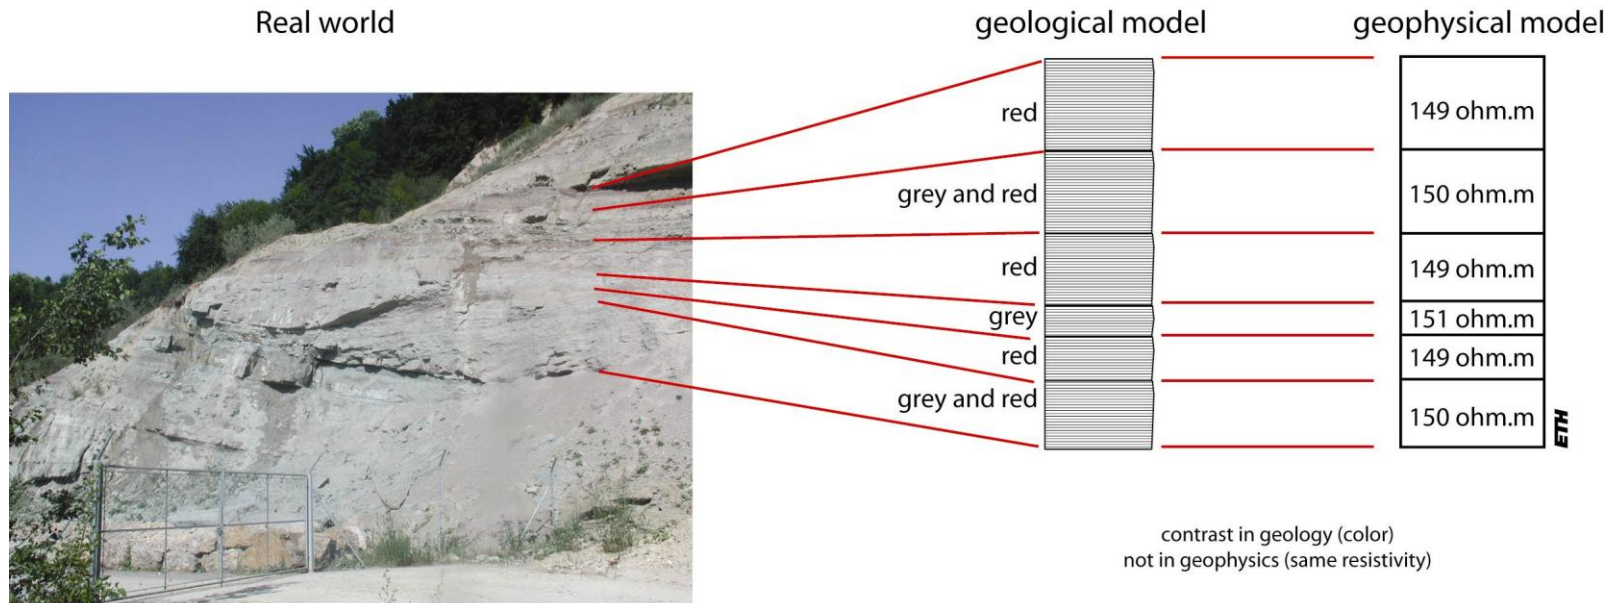 Real world
geological model
geophysical model
red
149 ohm.m
grey and red
150 ohm.m
red
149 ohm.m
grey
151 ohm.m
red
149 ohm.m
grey and red
150 ohm.m
ETH
contrast in geology (color)
not in geophysics (same resistivity)